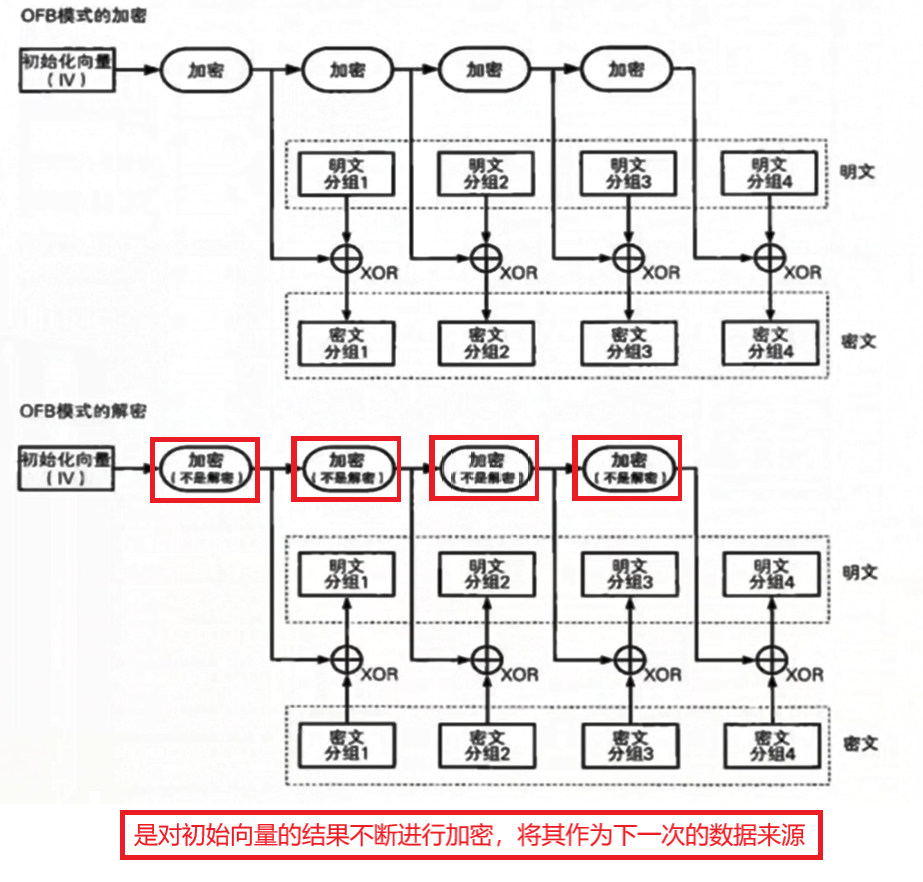 OFB模式的加密
初始化向量
(IV)
加密
加密
加密
加密
明文
分组1
明文
分组2
明文
分组3
明文
分组4
明文
XOR
XOR
XOR
XOR
密文
分组1
密文
分组2
密文
分组3
密文
分组4
密文
OFB模式的解密
初始化向量
(IV)
加密
(不是解密)
加密
(不是解密)
加密
(不是解密)
加密
(不是解密)
明文
分组1
明文
分组2
明文
分组3
明文
分组4
明文
XOR
XOR
XOR
XOR
密文
分组1
密文
分组2
密文
分组3
密文
分组4
密文
是对初始向量的结果不断进行加密，将其作为下一次的数据来源